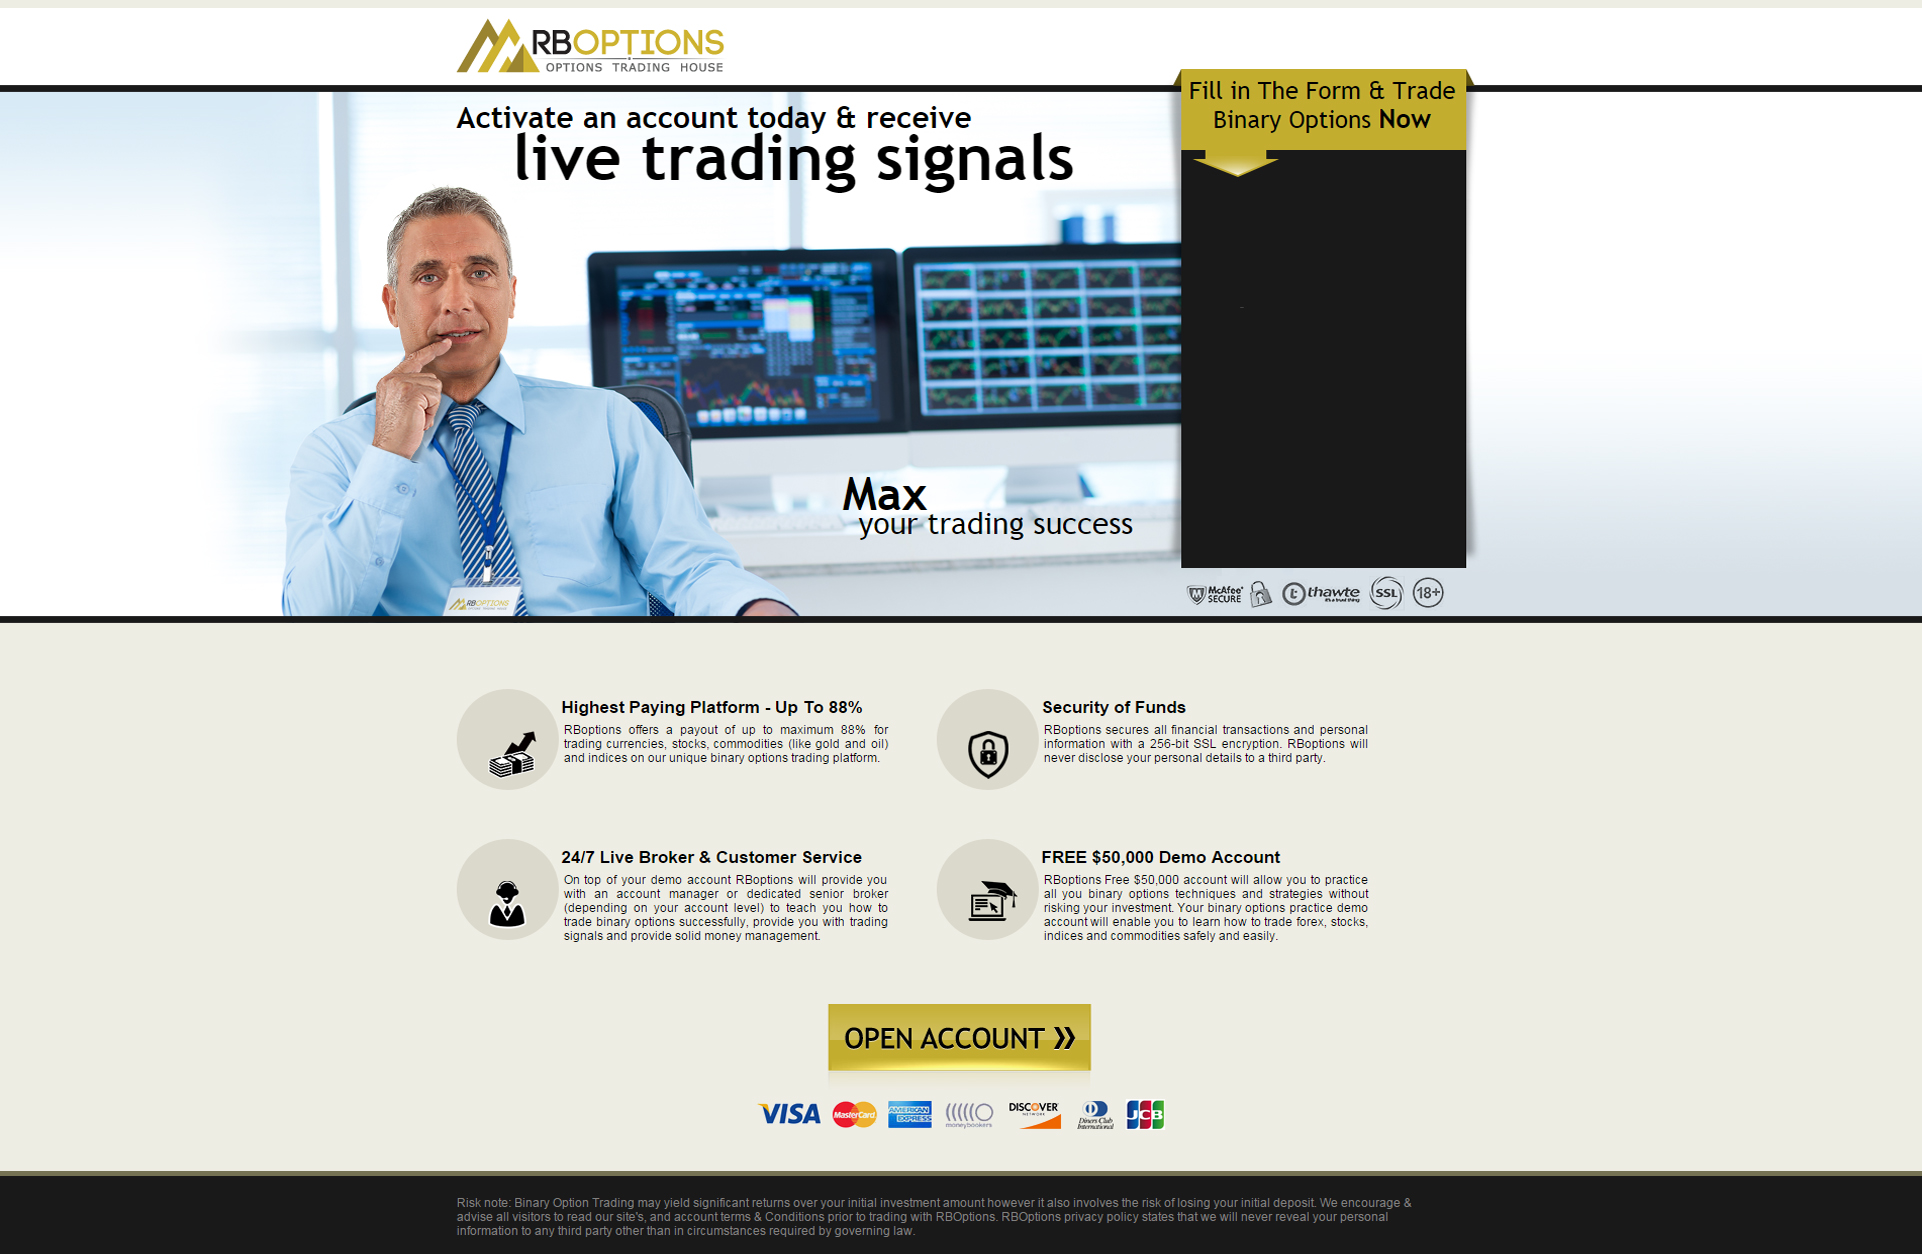 RBOPTIONS
OPTIONS TRADING HOUSE
Fill in The Form & Trade
Binary Options Now
Activate an account today & receive
live trading signals
Max
your trading success
RBOPTIONS
OPTIONS TRADING HOUSE
McAfee®
SECURE
thawte
it's a trust thing
SSL
18+
Highest Paying Platform - Up To 88%
RBoptions offers a payout of up to maximum 88% for
trading currencies, stocks, commodities (like gold and oil)
and indices on our unique binary options trading platform.
Security of Funds
RBoptions secures all financial transactions and personal
information with a 256-bit SSL encryption. RBoptions will
never disclose your personal details to a third party.
24/7 Live Broker & Customer Service
On top of your demo account RBoptions will provide you
with an account manager or dedicated senior broker
(depending on your account level) to teach you how to
trade binary options successfully, provide you with trading
signals and provide solid money management.
FREE $50,000 Demo Account
RBoptions Free $50,000 account will allow you to practice
all you binary options techniques and strategies without
risking your investment. Your binary options practice demo
account will enable you to learn how to trade forex, stocks,
indices and commodities safely and easily.
OPEN ACCOUNT »
VISA
MasterCard
AMERICAN
EXPRESS
moneybookers
DISCOVER
NETWORK
Diners Club
International
JCB
Risk note: Binary Option Trading may yield significant returns over your initial investment amount however it also involves the risk of losing your initial deposit. We encourage &
advise all visitors to read our site's, and account terms & Conditions prior to trading with RBOptions. RBOptions privacy policy states that we will never reveal your personal
information to any third party other than in circumstances required by governing law.